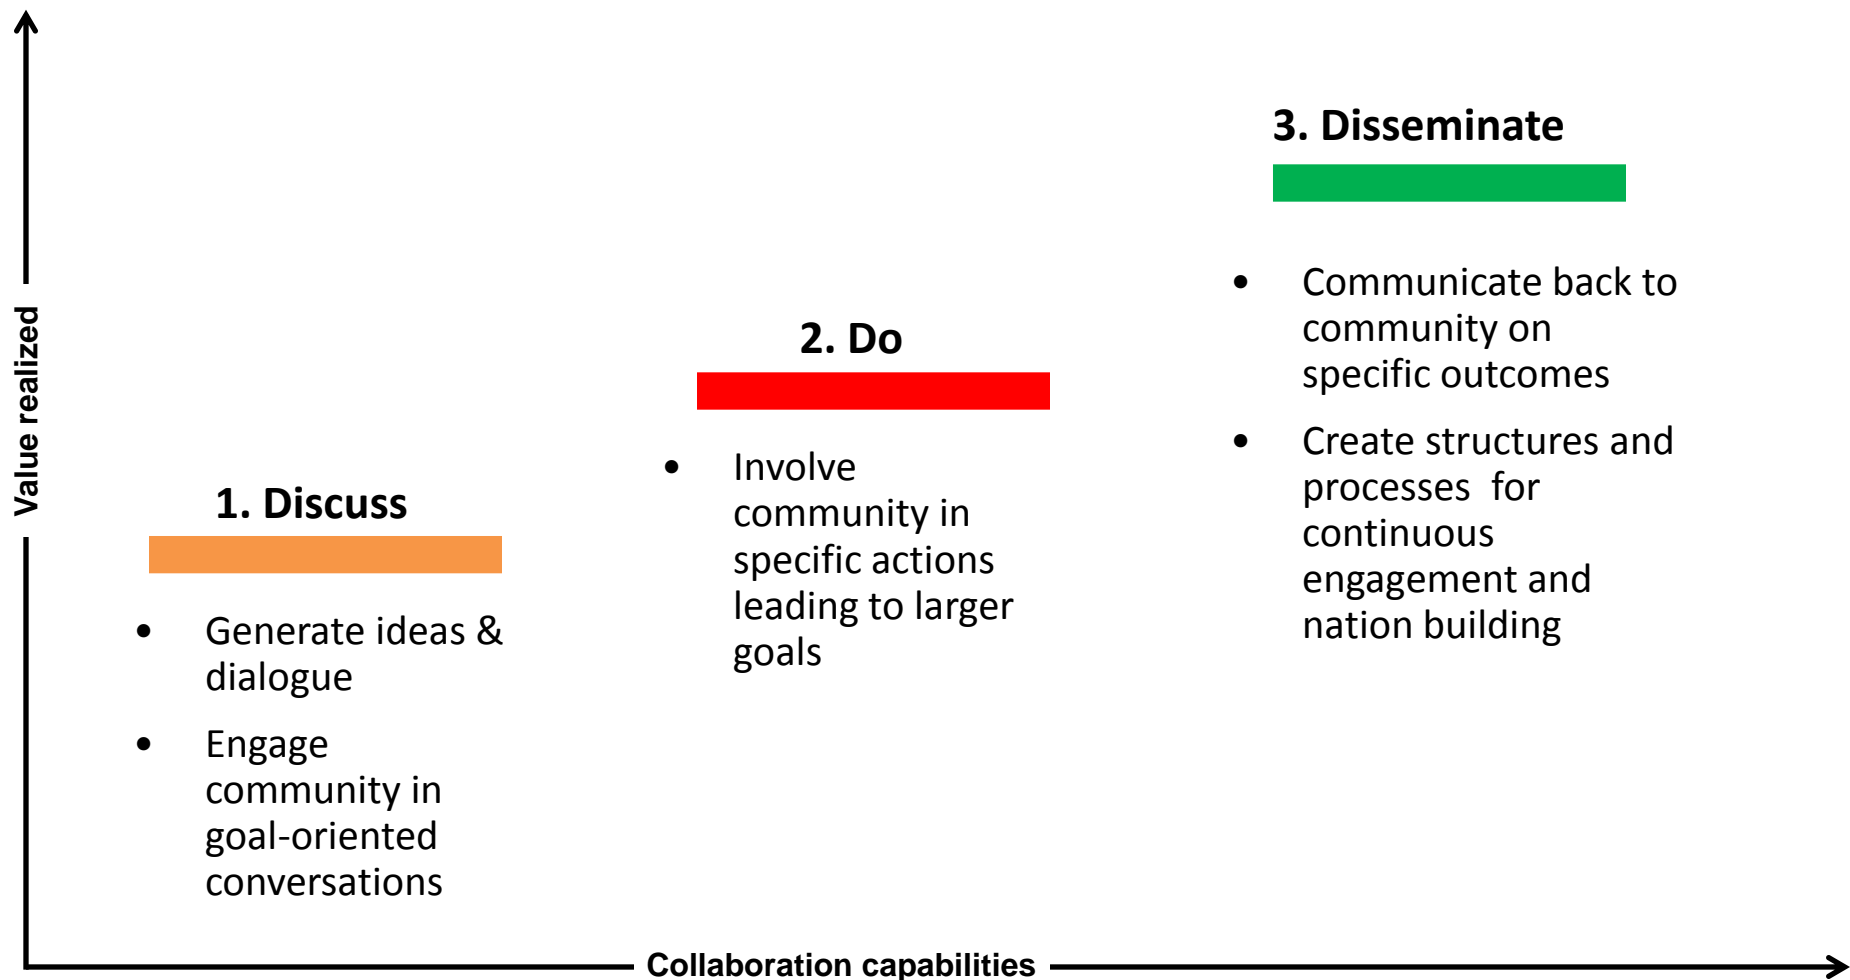 Value realized
1. Discuss
• Generate ideas &
dialogue
• Engage
community in
goal-oriented
conversations
2. Do
• Involve
community in
specific actions
leading to larger
goals
3. Disseminate
• Communicate back to
community on
specific outcomes
• Create structures and
processes  for
continuous
engagement and
nation building
Collaboration capabilities